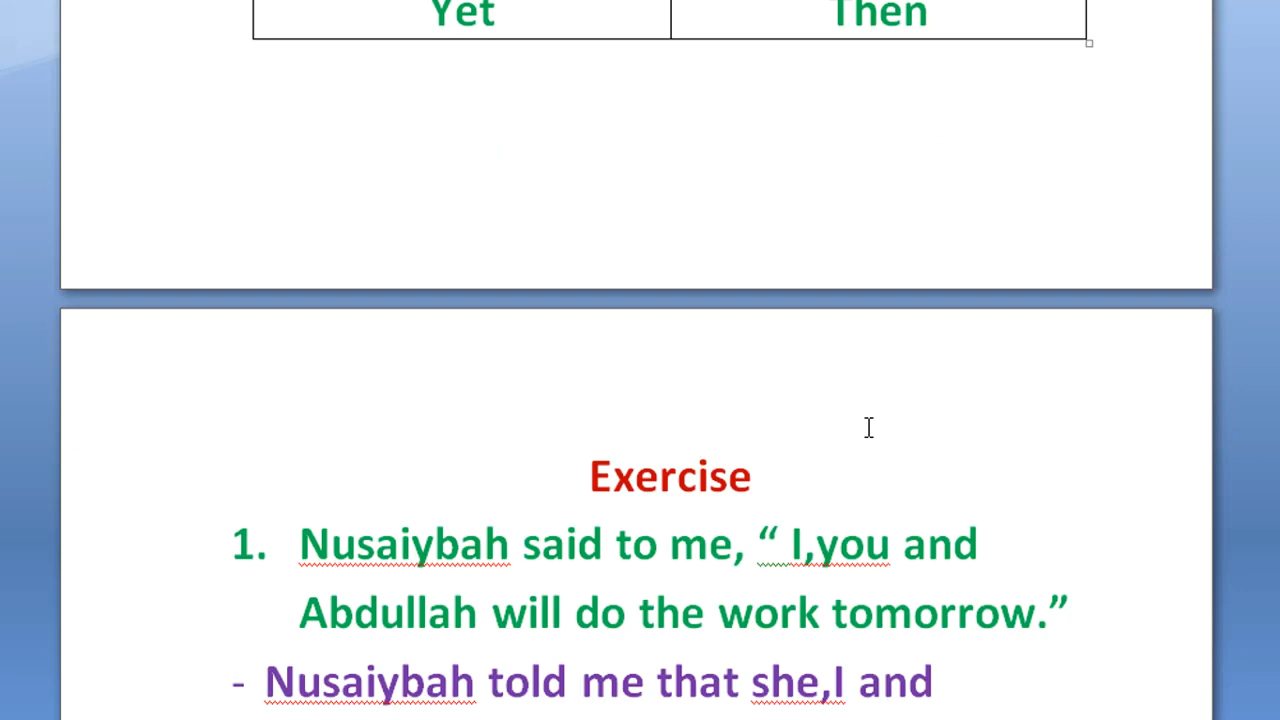 Yet Then
Exercise
1. Nusaiybah said to me, “ I,you and
Abdullah will do the work tomorrow.”
- Nusaiybah told me that she,I and